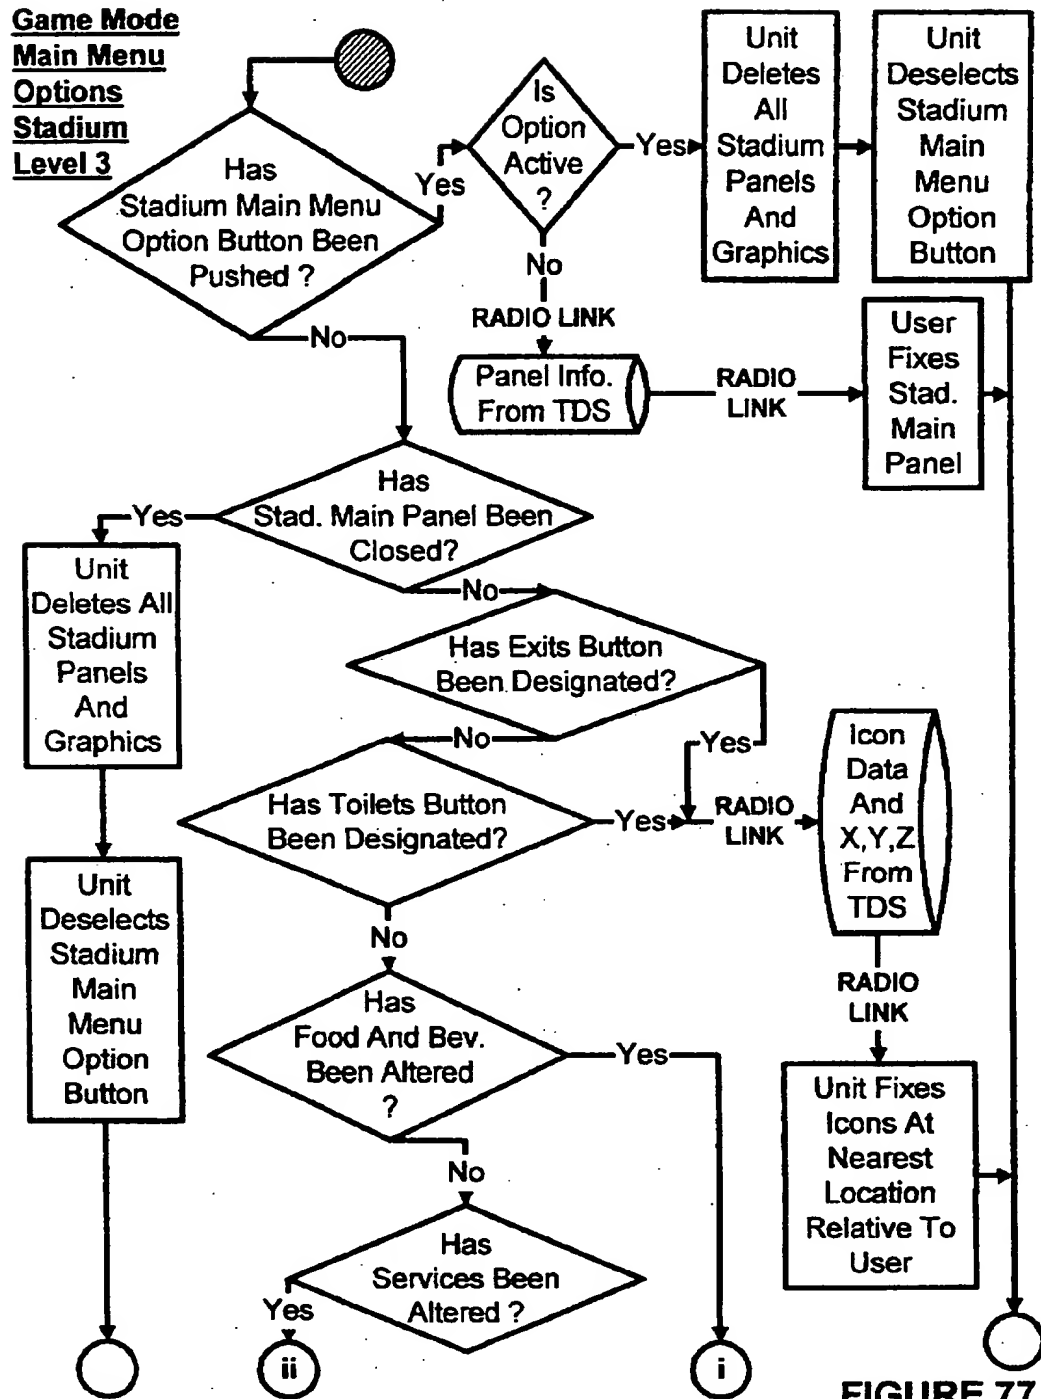 Game Mode
Main Menu
Options
Stadium
Level 3
Has
Stadium Main Menu
Option Button Been
Pushed ?
Yes
No
Is
Option
Active
?
Yes
No
Unit
Deletes
All
Stadium
Panels
And
Graphics
Unit
Deselects
Stadium
Main
Menu
Option
Button
RADIO LINK
Panel Info.
From TDS
RADIO
LINK
User
Fixes
Stad.
Main
Panel
Has
Stad. Main Panel Been
Closed?
Yes
No
Unit
Deletes All
Stadium
Panels
And
Graphics
Unit
Deselects
Stadium
Main
Menu
Option
Button
Has Exits Button
Been Designated?
No
Yes
Has Toilets Button
Been Designated?
Yes
No
RADIO
LINK
Icon
Data
And
X,Y,Z
From
TDS
RADIO
LINK
Unit Fixes
Icons At
Nearest
Location
Relative To
User
Has
Food And Bev.
Been Altered
?
Yes
No
Has
Services Been
Altered ?
Yes
ii
i
FIGURE 77